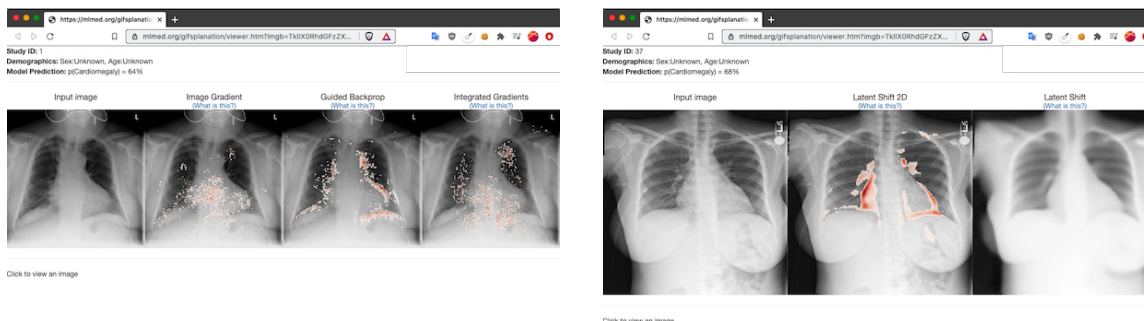 https://mlmed.org/gifsplanatio
mlmed.org/gifsplanation/viewer.htm?imgb=TkllX0RhdGFzZX...
Study ID: 1
Demographics: Sex:Unknown, Age:Unknown
Model Prediction: p(Cardiomegaly) = 64%
Input image
Image Gradient
(What is this?)
Guided Backprop
(What is this?)
Integrated Gradients
(What is this?)
L
L
L
L
Click to view an image
https://mlmed.org/gifsplanatio
mlmed.org/gifsplanation/viewer.htm?imgb=TkllX0RhdGFzZX...
Study ID: 37
Demographics: Sex:Unknown, Age:Unknown
Model Prediction: p(Cardiomegaly) = 68%
Input image
Latent Shift 2D
(What is this?)
Latent Shift
(What is this?)
Click to view an image